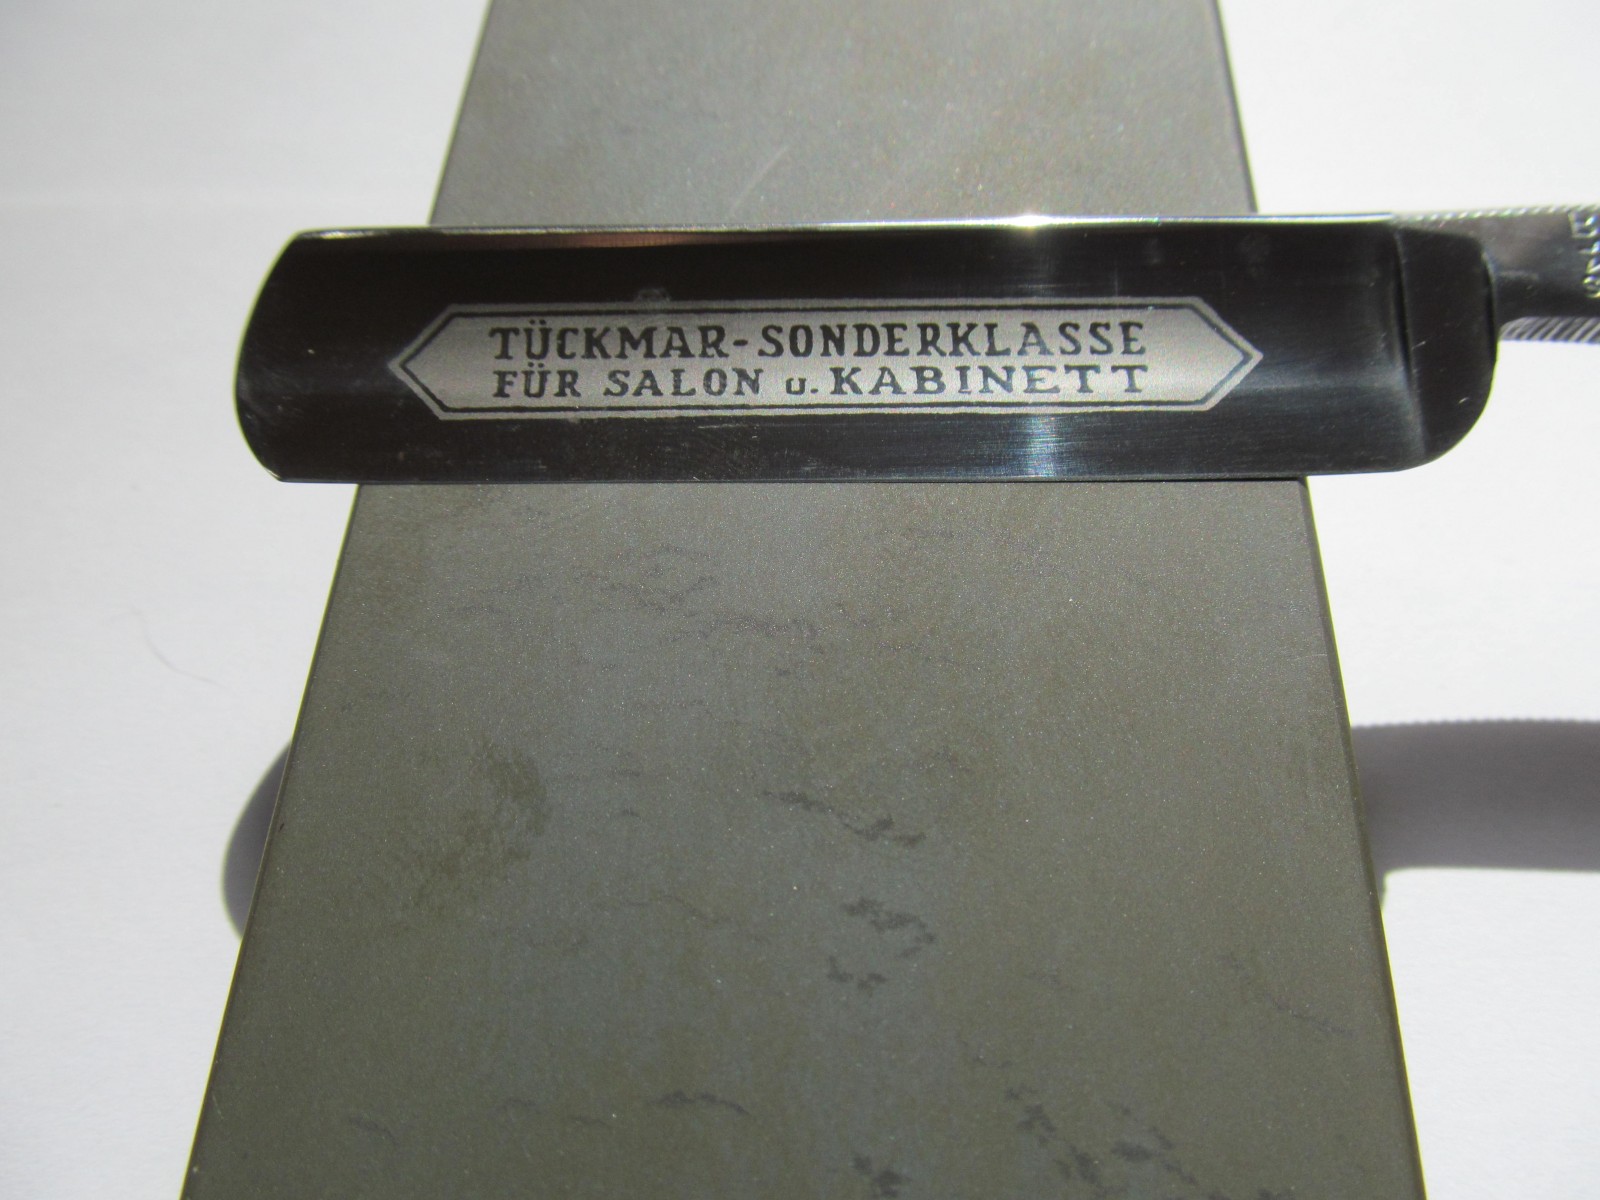 TÜCKMAR-SONDERKLASSE
FÜR SALON u. KABINETT